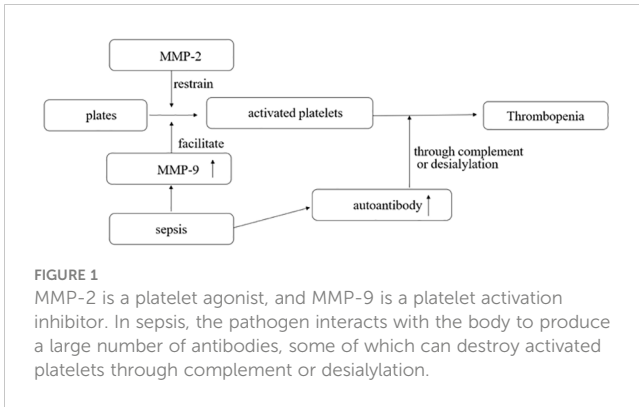 MMP-2
restrain
plates
activated platelets
Thrombopenia
facilitate
through complement
or desialylation
MMP-9
autoantibody
sepsis
FIGURE 1
MMP-2 is a platelet agonist, and MMP-9 is a platelet activation
inhibitor. In sepsis, the pathogen interacts with the body to produce
a large number of antibodies, some of which can destroy activated
platelets through complement or desialylation.